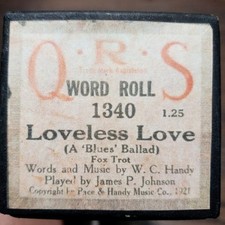 Q·R·S
WORD ROLL
1340 1.25
Loveless Love
(A 'Blues' Ballad)
Fox Trot
Words and Music by W. C. Handy
Played by James P. Johnson
Copyright by Pace & Handy Music Co., 1921